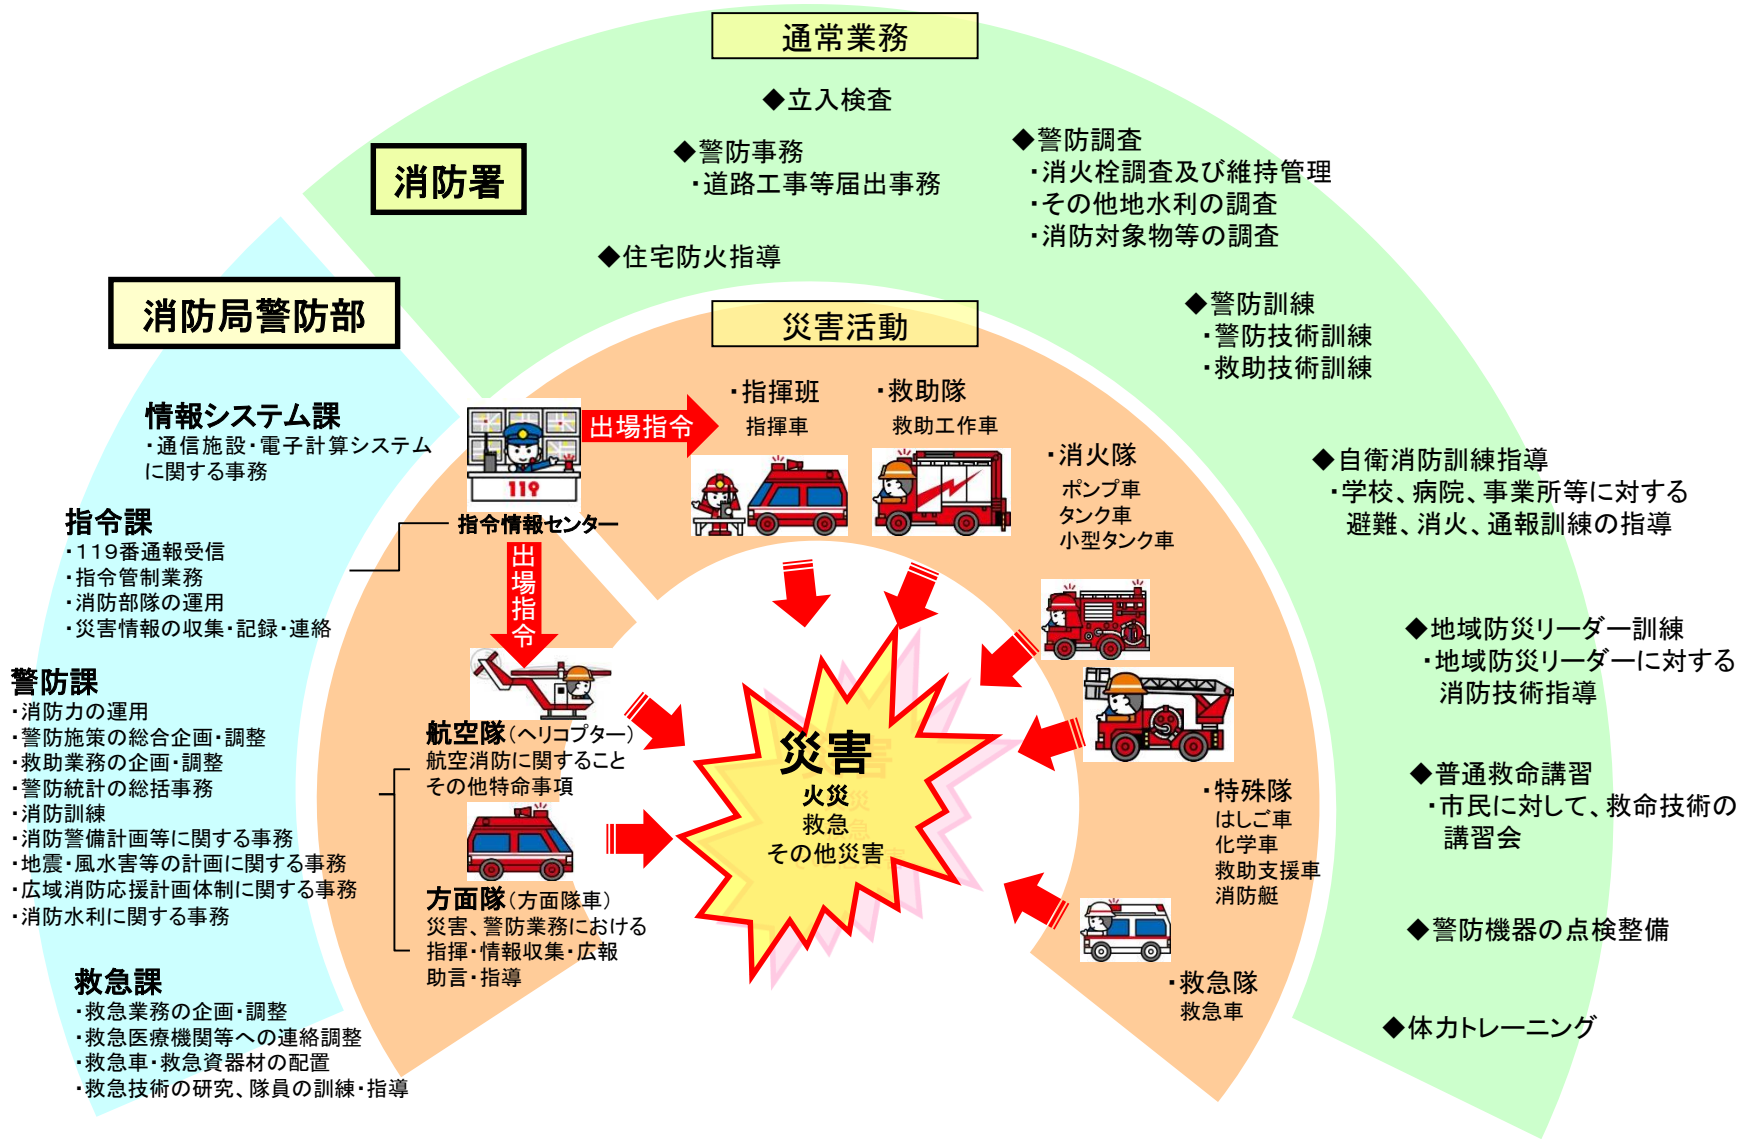 通常業務
◆立入検査
◆警防事務
・道路工事等届出事務
◆住宅防火指導
◆警防調査
・消火栓調査及び維持管理
・その他地水利の調査
・消防対象物等の調査
◆警防訓練
・警防技術訓練
・救助技術訓練
◆自衛消防訓練指導
・学校、病院、事業所等に対する
避難、消火、通報訓練の指導
◆地域防災リーダー訓練
・地域防災リーダーに対する
消防技術指導
◆普通救命講習
・市民に対して、救命技術の
講習会
◆警防機器の点検整備
◆体力トレーニング
消防署
消防局警防部
情報システム課
・通信施設・電子計算システム
に関する事務
指令課
・119番通報受信
・指令管制業務
・消防部隊の運用
・災害情報の収集・記録・連絡
警防課
・消防力の運用
・警防施策の総合企画・調整
・救助業務の企画・調整
・警防統計の総括事務
・消防訓練
・消防警備計画等に関する事務
・地震・風水害等の計画に関する事務
・広域消防応援計画体制に関する事務
・消防水利に関する事務
救急課
・救急業務の企画・調整
・救急医療機関等への連絡調整
・救急車・救急資器材の配置
・救急技術の研究、隊員の訓練・指導
災害活動
119
指令情報センター
出場指令
出場指令
・指揮班
指揮車
・救助隊
救助工作車
・消火隊
ポンプ車
タンク車
小型タンク車
・特殊隊
はしご車
化学車
救助支援車
消防艇
・救急隊
救急車
航空隊(ヘリコプター)
航空消防に関すること
その他特命事項
方面隊(方面隊車)
災害、警防業務における
指揮・情報収集・広報
助言・指導
災害
火災
救急
その他災害